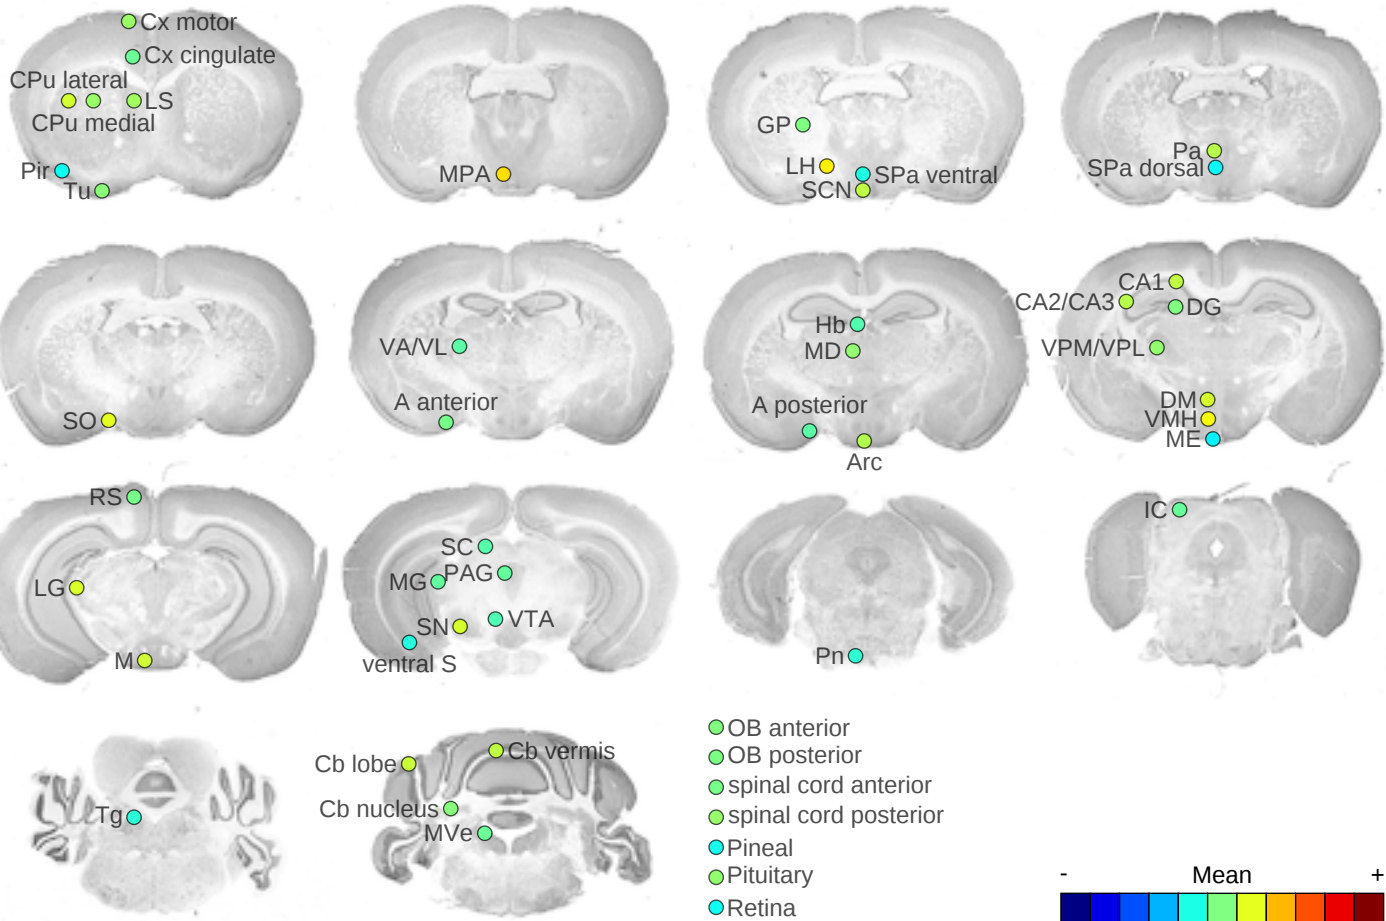 Cx motor
Cx cingulate
CPu lateral
LS
CPu medial
Pir
Tu
MPA
GP
LH
SPa ventral
SCN
Pa
SPa dorsal
SO
VA/VL
A anterior
Hb
MD
A posterior
Arc
CA1
CA2/CA3
DG
VPM/VPL
DM
VMH
ME
RS
LG
M
SC
PAG
MG
SN
VTA
ventral S
Pn
IC
Tg
Cb lobe
Cb vermis
Cb nucleus
MVe
OB anterior
OB posterior
spinal cord anterior
spinal cord posterior
Pineal
Pituitary
Retina
- Mean +